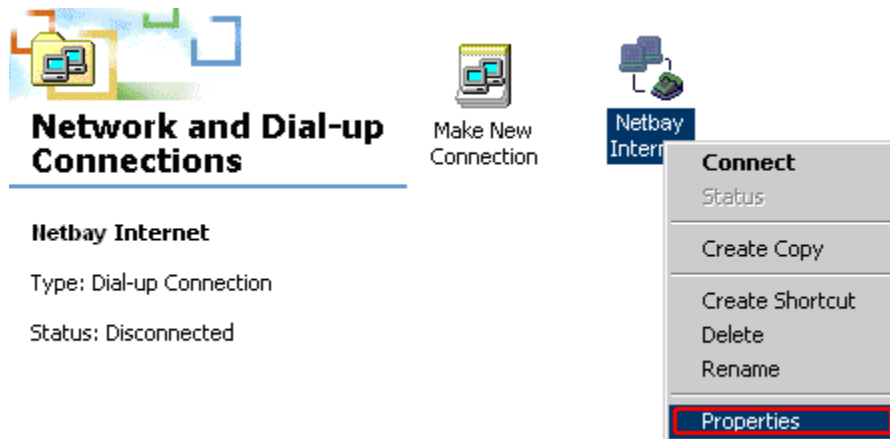 Network and Dial-up
Connections
Netbay Internet
Type: Dial-up Connection
Status: Disconnected
Make New
Connection
Netbay
Connect
Status
Create Copy
Create Shortcut
Delete
Rename
Properties